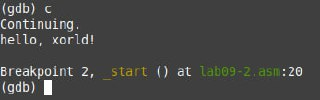 (gdb) c
Continuing.
hello, xorld!
Breakpoint 2, _start () at lab09-2.asm:20
(gdb)